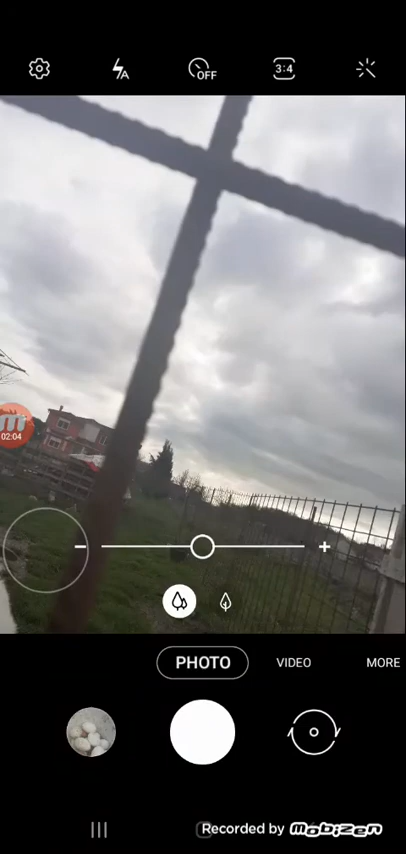 A
OFF
3:4
02:04
PHOTO
VIDEO
MORE
Recorded by Mobizen